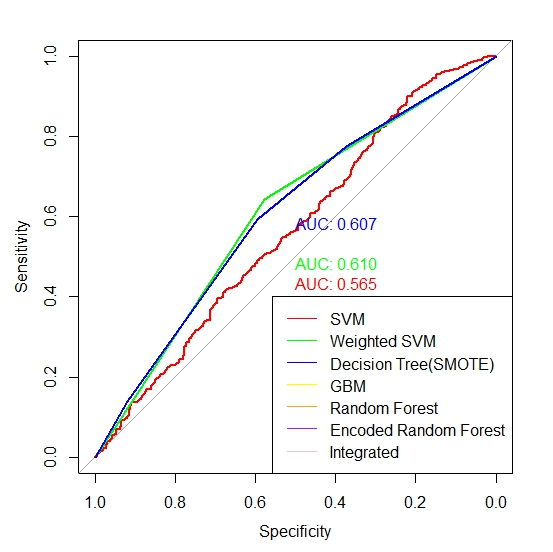 Sensitivity
1.0
0.8
0.6
0.4
0.2
0.0
AUC: 0.607
AUC: 0.610
AUC: 0.565
SVM
Weighted SVM
Decision Tree(SMOTE)
GBM
Random Forest
Encoded Random Forest
Integrated
1.0 0.8 0.6 0.4 0.2 0.0
Specificity